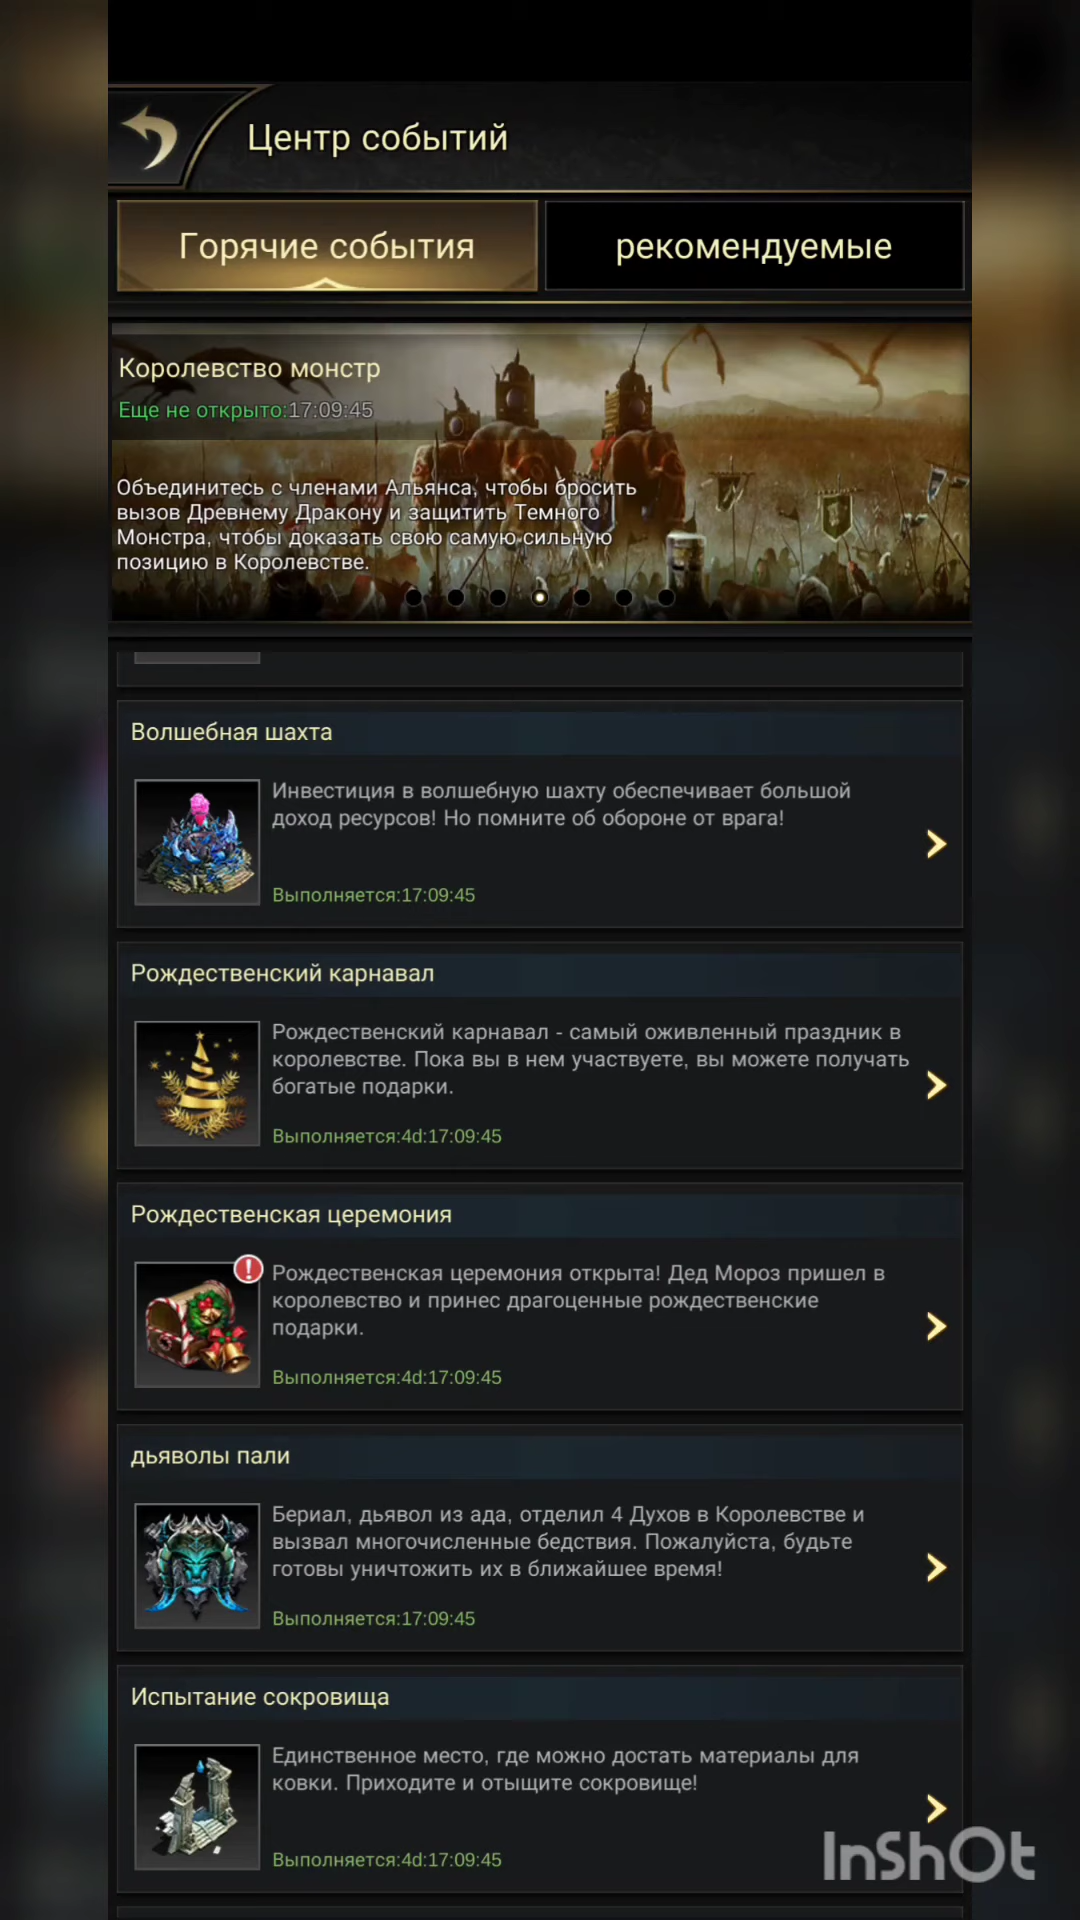 Центр событий
Горячие события
рекомендуемые
Королевство монстр
Еще не открыто:17:09:45
Объединитесь с членами Альянса, чтобы бросить
вызов Древнему Дракону и защитить Темного
Монстра, чтобы доказать свою самую сильную
позицию в Королевстве.
Волшебная шахта
Инвестиция в волшебную шахту обеспечивает большой
доход ресурсов! Но помните об обороне от врага!
Выполняется:17:09:45
Рождественский карнавал
Рождественский карнавал - самый оживленный праздник в
королевстве. Пока вы в нем участвуете, вы можете получать
богатые подарки.
Выполняется:4d:17:09:45
Рождественская церемония
Рождественская церемония открыта! Дед Мороз пришел в
королевство и принес драгоценные рождественские
подарки.
Выполняется:4d:17:09:45
дьяволы пали
Бериал, дьявол из ада, отделил 4 Духов в Королевстве и
вызвал многочисленные бедствия. Пожалуйста, будьте
готовы уничтожить их в ближайшее время!
Выполняется:17:09:45
Испытание сокровища
Единственное место, где можно достать материалы для
ковки. Приходите и отыщите сокровище!
Выполняется:4d:17:09:45
InShOt